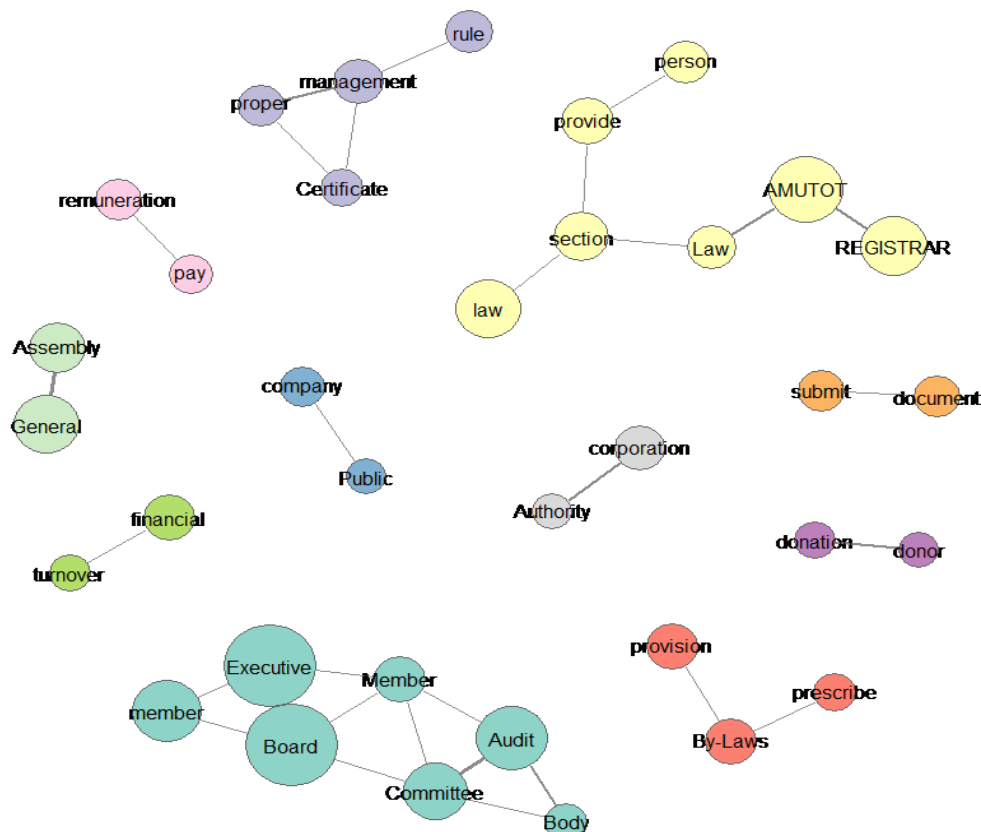 rule
person
management
proper
provide
Certificate
AMUTOT
remuneration
section
Law
REGISTRAR
pay
law
Assembly
company
submit
document
General
corporation
Public
Authority
financial
donation
donor
turnover
provision
Executive
Member
prescribe
member
Board
Audit
By-Laws
Committee
Body